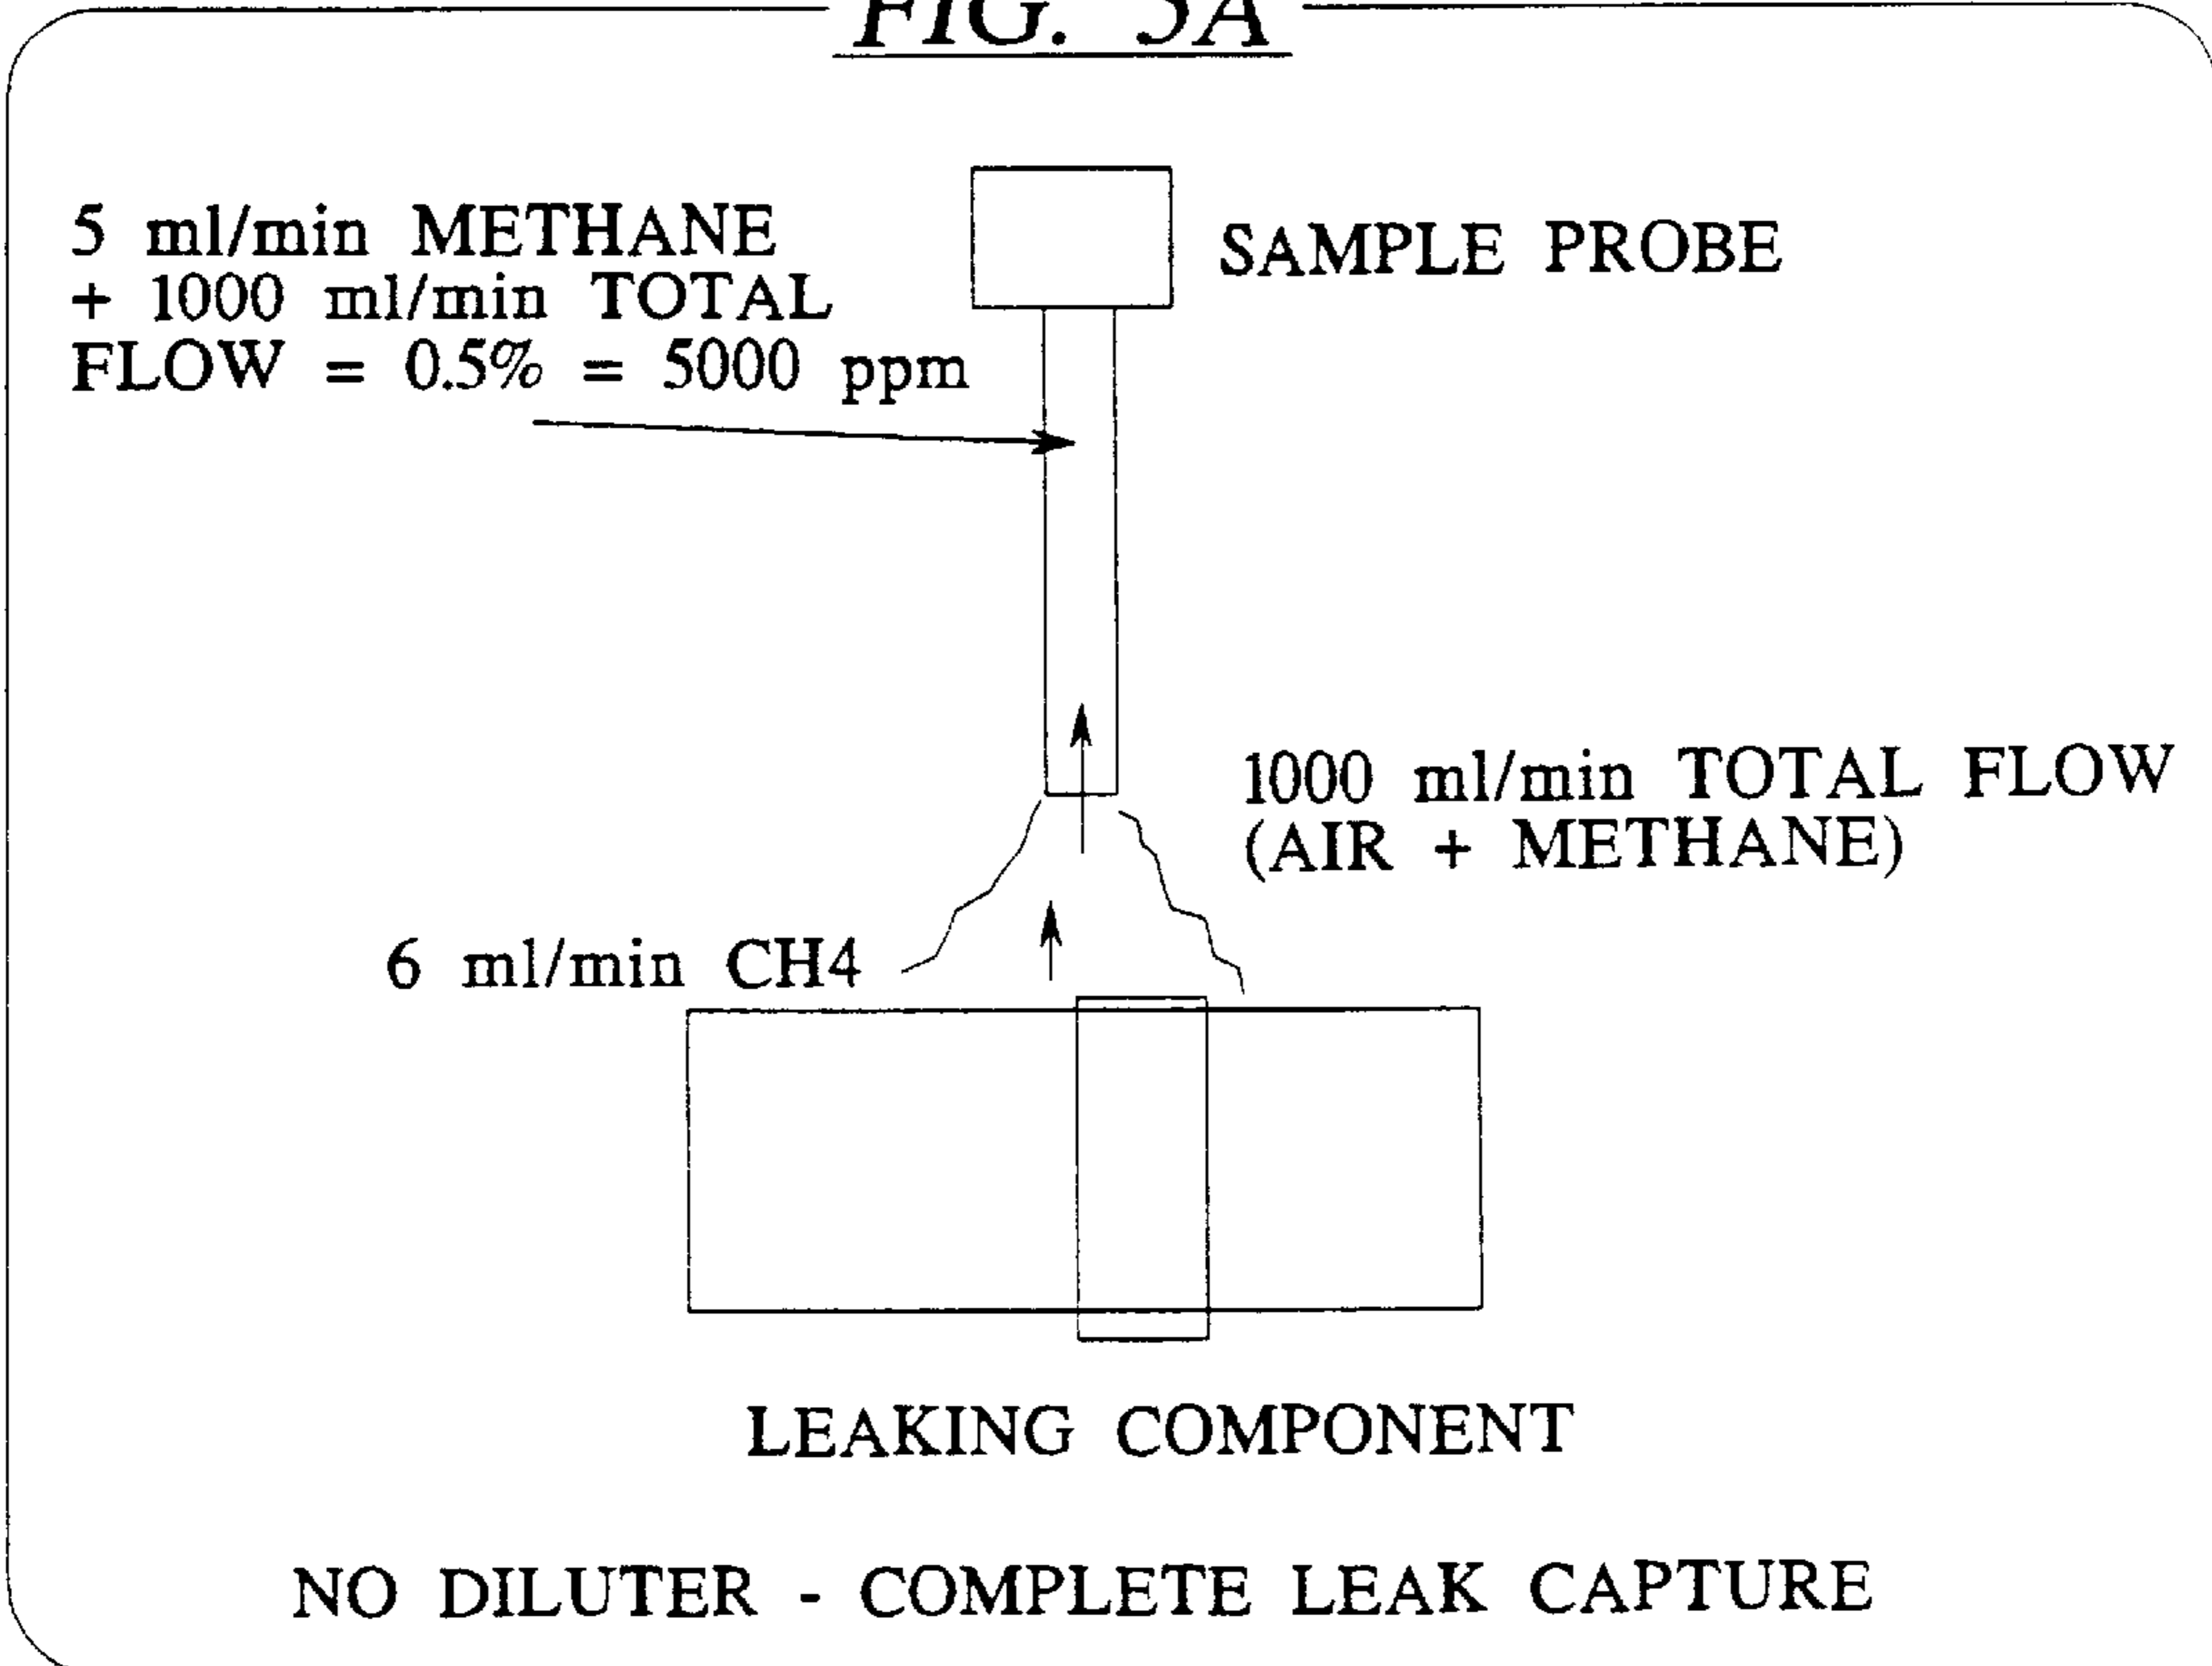 FIG. 5A
5 ml/min METHANE
+ 1000 ml/min TOTAL
FLOW = 0.5% = 5000 ppm
SAMPLE PROBE
1000 ml/min TOTAL FLOW
(AIR + METHANE)
6 ml/min CH4
LEAKING COMPONENT
NO DILUTER - COMPLETE LEAK CAPTURE